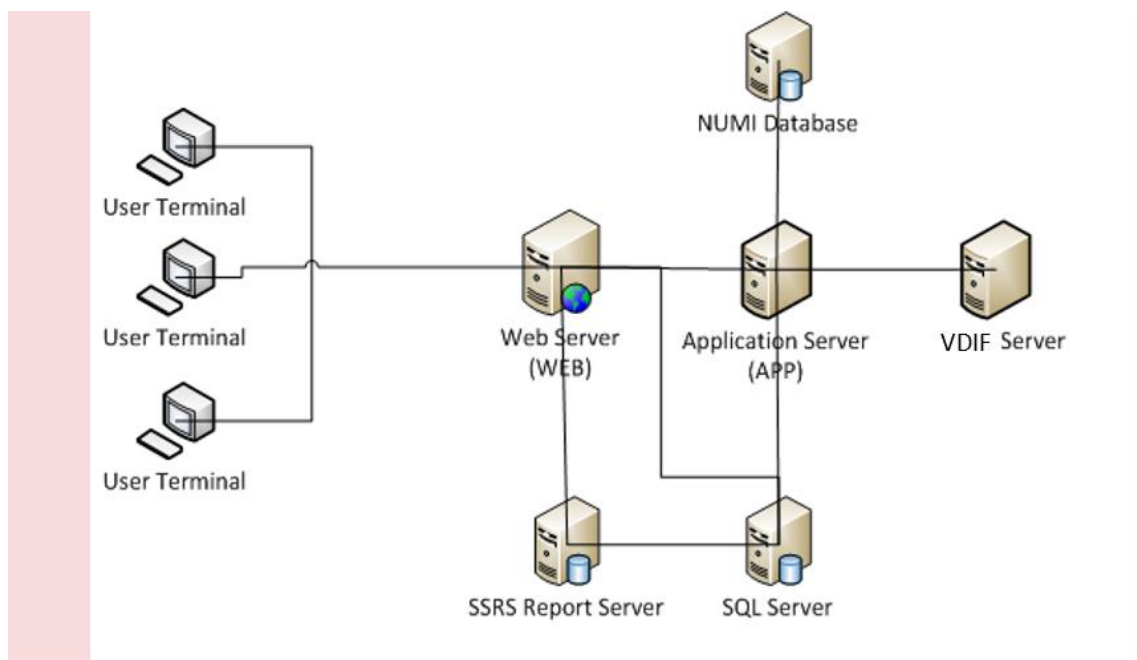 NUMI Database
User Terminal
User Terminal
Web Server
(WEB)
Application Server
(APP)
VDIF Server
User Terminal
SSRS Report Server
SQL Server